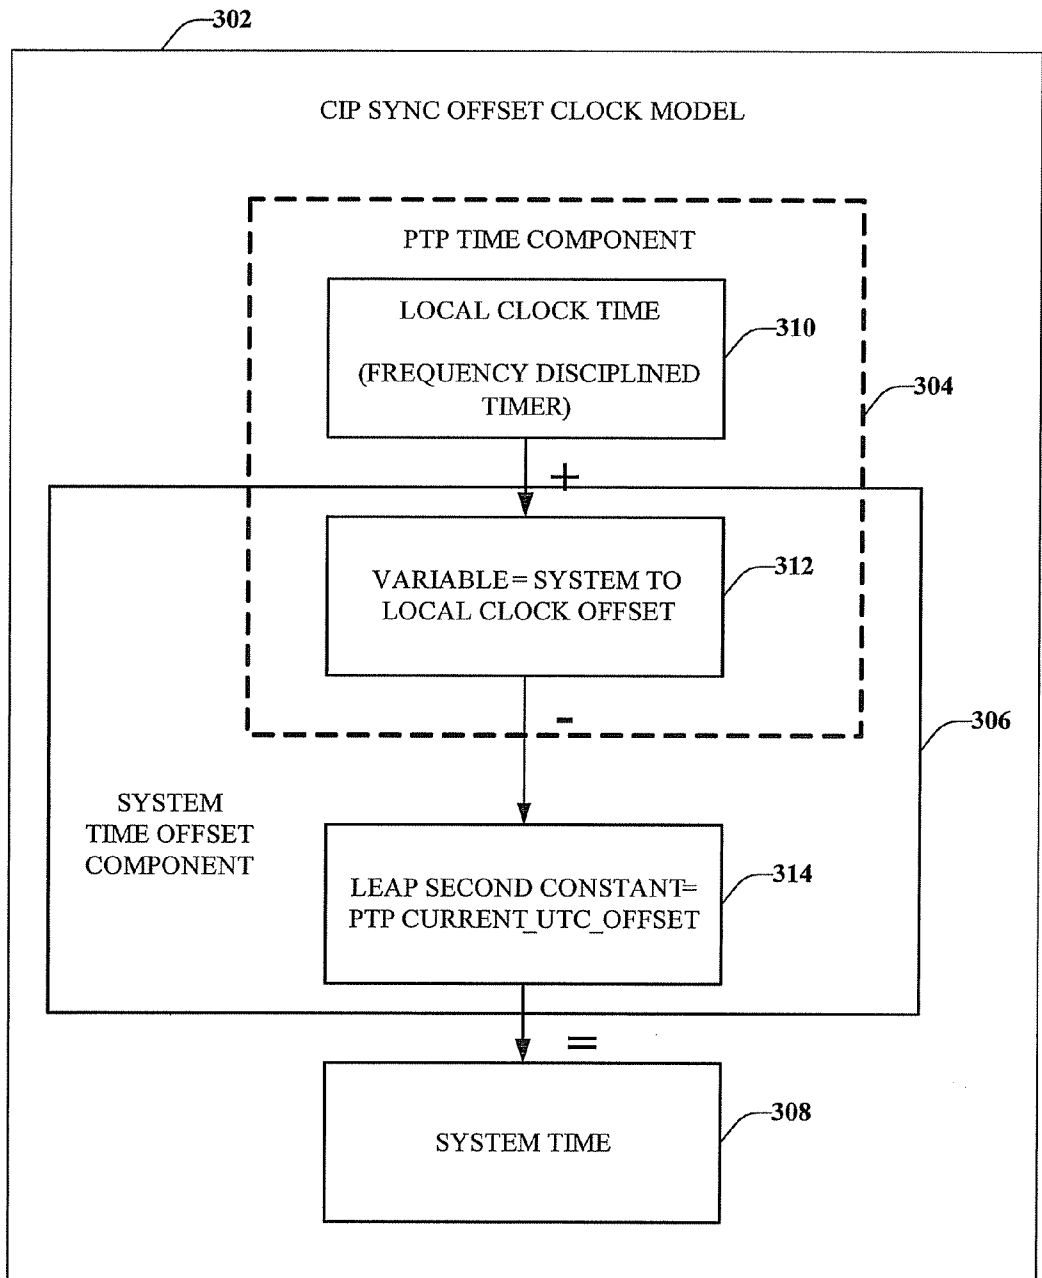 302
CIP SYNC OFFSET CLOCK MODEL
PTP TIME COMPONENT
LOCAL CLOCK TIME
310
(FREQUENCY DISCIPLINED
TIMER)
304
+
VARIABLE = SYSTEM TO
LOCAL CLOCK OFFSET
312
-
306
SYSTEM
TIME OFFSET
COMPONENT
LEAP SECOND CONSTANT=
PTP CURRENT_UTC_OFFSET
314
=
SYSTEM TIME
308